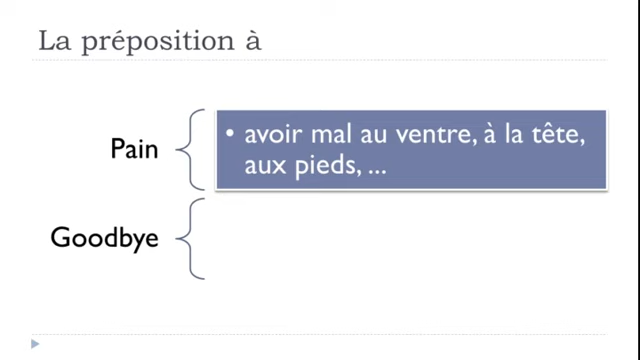 La préposition à
Pain
• avoir mal au ventre, à la tête,
aux pieds, ...
Goodbye